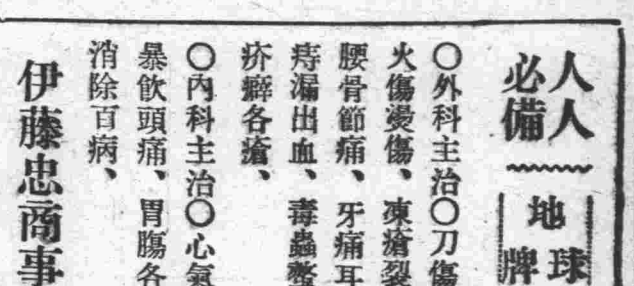 人人
必備
地
球
牌
○外科主治○刀傷
火傷燙傷、凍瘡裂
腰骨節痛、牙痛耳
痔漏出血、毒蟲螫
疥癬各瘡、
○內科主治○心氣
暴飲頭痛、胃腸各
消除百病、
伊藤忠商事